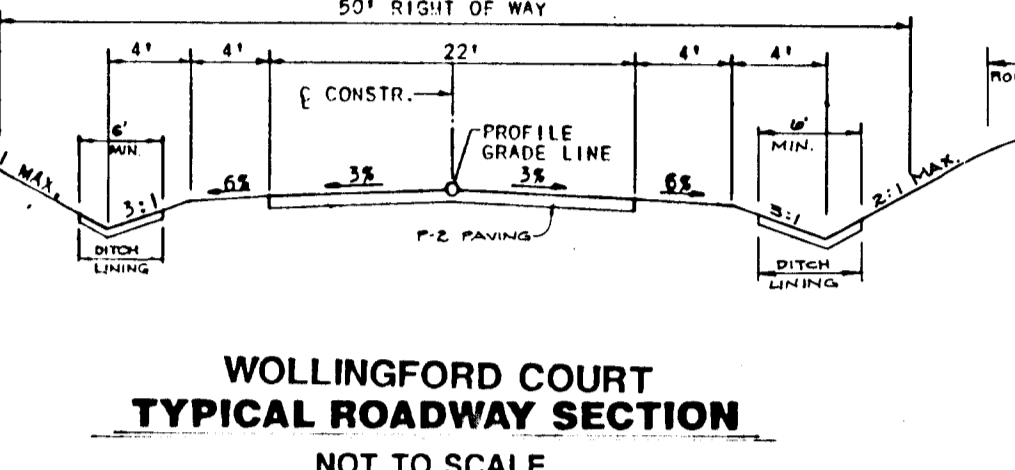 50' RIGHT OF WAY
4' 4' 22' 4' 4'
℄ CONSTR.
6' MIN.
6' MIN.
PROFILE
GRADE LINE
MAX.
3:1
6%
3%
3%
6%
3:1
2:1 MAX.
P-2 PAVING
DITCH
LINING
DITCH
LINING
WOLLINGFORD COURT
TYPICAL ROADWAY SECTION
NOT TO SCALE